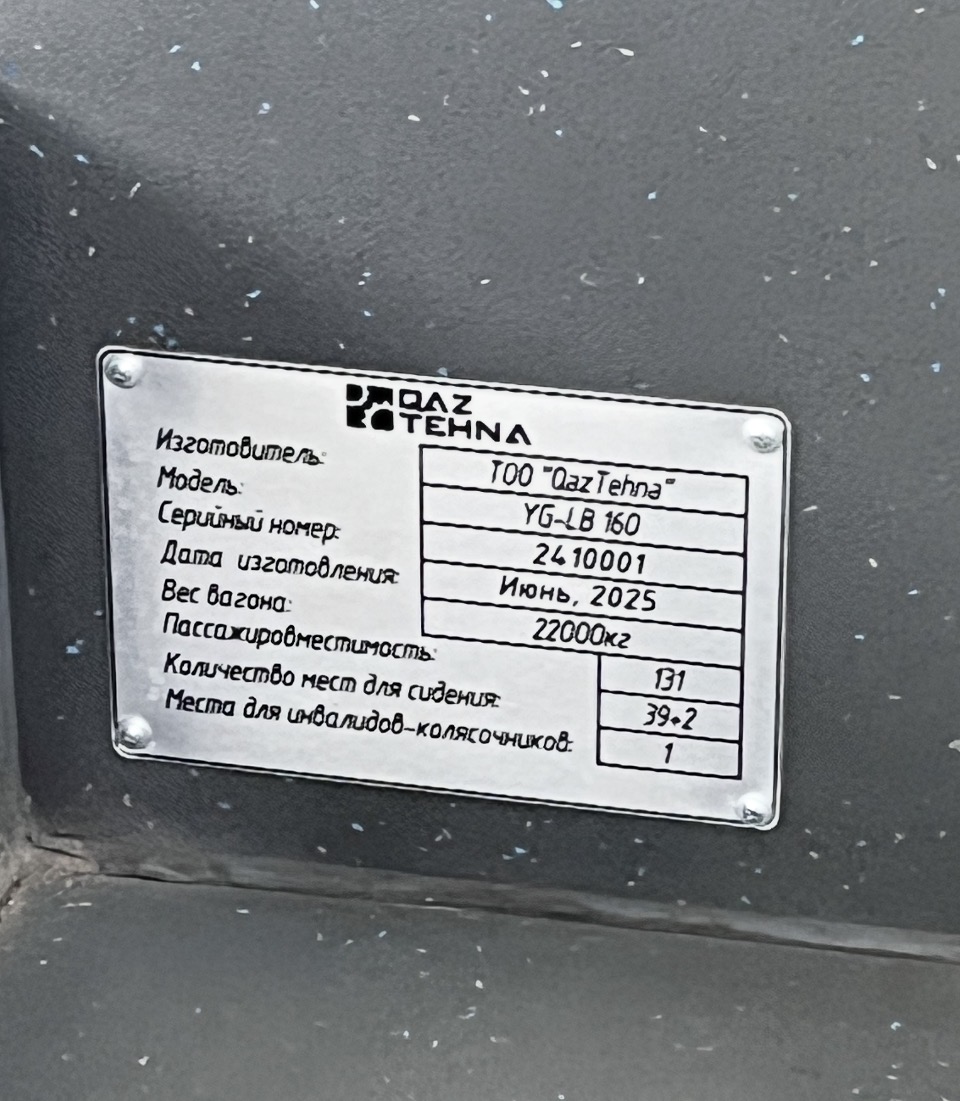 QAZ
TEHNA
Изготовитель: ТОО "QazTehna"
Модель: YG-LB 160
Серийный номер: 2410001
Дата изготовления: Июнь, 2025
Вес вагона: 22000кг
Пассажировместимость: 131
Количество мест для сидения: 39+2
Места для инвалидов-колясочников: 1